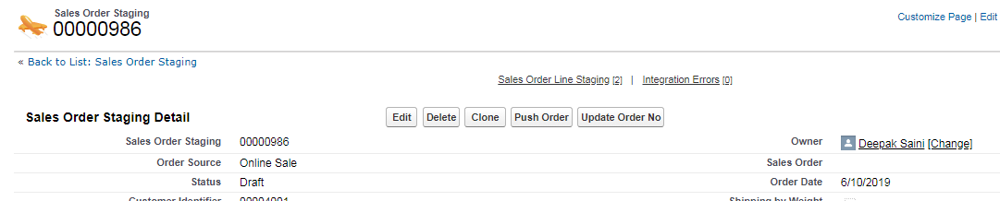 Sales Order Staging
00000986
Customize Page | Edit
« Back to List: Sales Order Staging
Sales Order Line Staging [2] | Integration Errors [0]
Sales Order Staging Detail
Edit Delete Clone Push Order Update Order No
Sales Order Staging 00000986 Owner Deepak Saini [Change]
Order Source Online Sale Sales Order
Status Draft Order Date 6/10/2019
Customer Identifier 00004001 Shipping by Weight